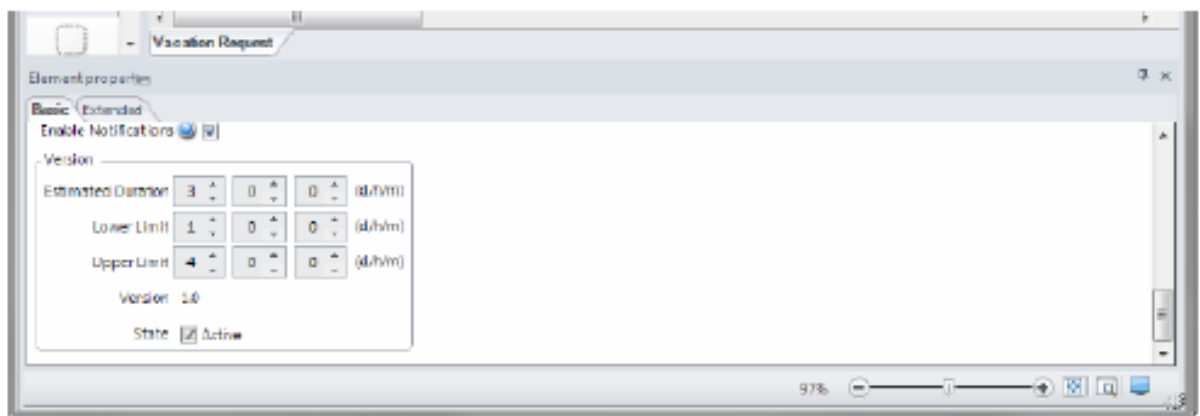 Vacation Request
Element properties
Basic Extended
Enable Notifications
Version
Estimated Duration 3 0 0 (d/h/m)
Lower Limit 1 0 0 (d/h/m)
Upper Limit 4 0 0 (d/h/m)
Version 1.0
State Active
97%